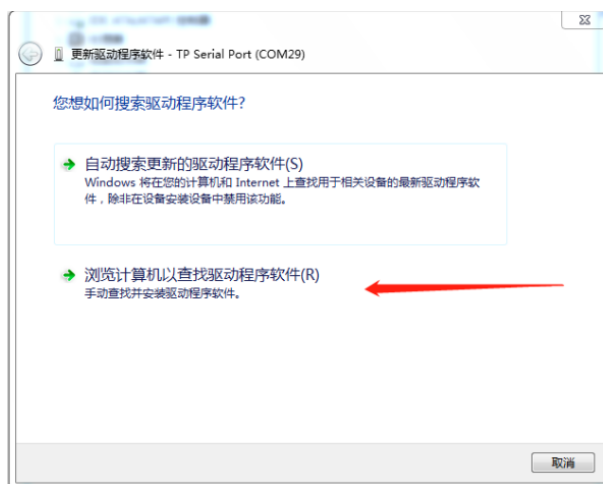 更新驱动程序软件 - TP Serial Port (COM29)
您想如何搜索驱动程序软件?
自动搜索更新的驱动程序软件(S)
Windows 将在您的计算机和 Internet 上查找用于相关设备的最新驱动程序软
件，除非在设备安装设备中禁用该功能。
浏览计算机以查找驱动程序软件(R)
手动查找并安装驱动程序软件。
取消